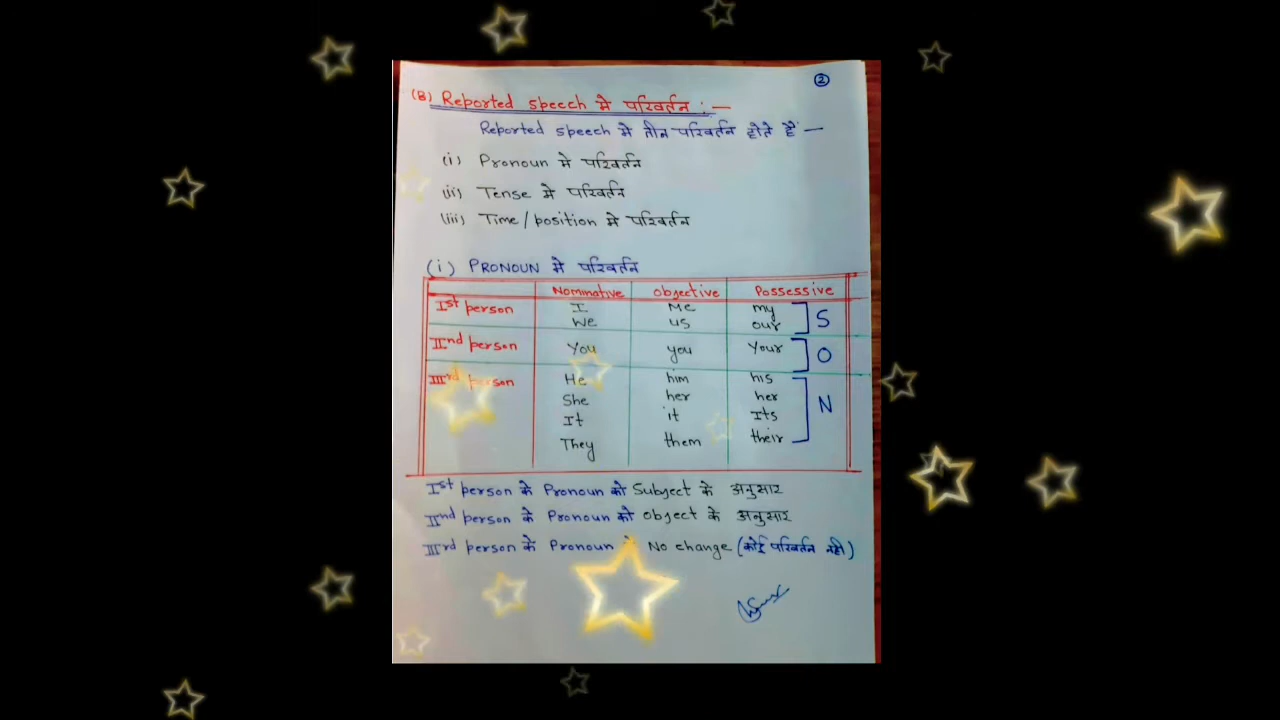 ②
(B) Reported speech मे परिवर्तन :—
Reported speech मे तीन परिवर्तन होते हैं —
(i) Pronoun मे परिवर्तन
(ii) Tense मे परिवर्तन
(iii) Time/position मे परिवर्तन
(i) PRONOUN मे परिवर्तन
Nominative objective Possessive
Ist person I Me my
We us our S
IInd person You you Your O
IIIrd person He him his
She her her N
It it Its
They them their
Ist person के Pronoun को Subject के अनुसार
IInd person के Pronoun को object के अनुसार
IIIrd person के Pronoun No change (कोई परिवर्तन नही)